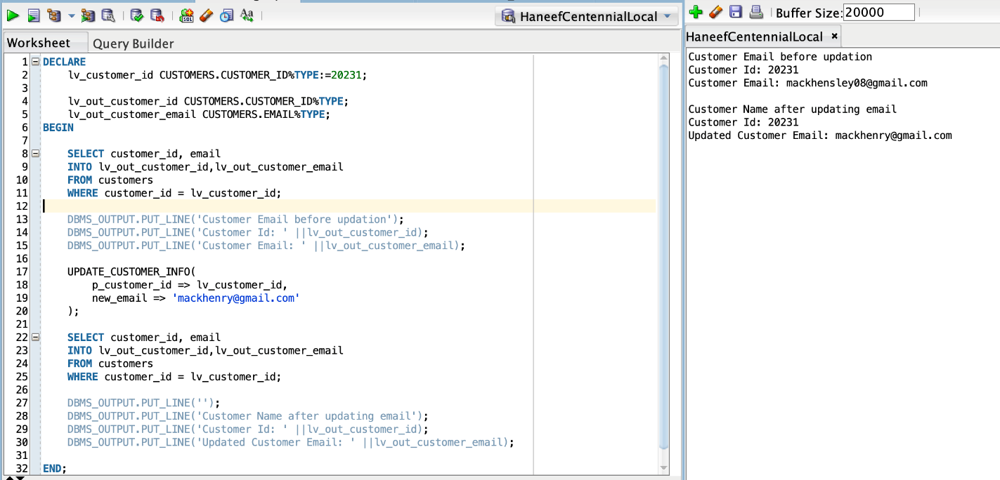 HaneefCentennialLocal
Worksheet Query Builder
1 DECLARE
2 lv_customer_id CUSTOMERS.CUSTOMER_ID%TYPE:=20231;
3
4 lv_out_customer_id CUSTOMERS.CUSTOMER_ID%TYPE;
5 lv_out_customer_email CUSTOMERS.EMAIL%TYPE;
6 BEGIN
7
8 SELECT customer_id, email
9 INTO lv_out_customer_id,lv_out_customer_email
10 FROM customers
11 WHERE customer_id = lv_customer_id;
12
13 DBMS_OUTPUT.PUT_LINE('Customer Email before updation');
14 DBMS_OUTPUT.PUT_LINE('Customer Id: ' ||lv_out_customer_id);
15 DBMS_OUTPUT.PUT_LINE('Customer Email: ' ||lv_out_customer_email);
16
17 UPDATE_CUSTOMER_INFO(
18 p_customer_id => lv_customer_id,
19 new_email => 'mackhenry@gmail.com'
20 );
21
22 SELECT customer_id, email
23 INTO lv_out_customer_id,lv_out_customer_email
24 FROM customers
25 WHERE customer_id = lv_customer_id;
26
27 DBMS_OUTPUT.PUT_LINE('');
28 DBMS_OUTPUT.PUT_LINE('Customer Name after updating email');
29 DBMS_OUTPUT.PUT_LINE('Customer Id: ' ||lv_out_customer_id);
30 DBMS_OUTPUT.PUT_LINE('Updated Customer Email: ' ||lv_out_customer_email);
31
32 END;
Buffer Size: 20000
HaneefCentennialLocal ×
Customer Email before updation
Customer Id: 20231
Customer Email: mackhensley08@gmail.com
Customer Name after updating email
Customer Id: 20231
Updated Customer Email: mackhenry@gmail.com